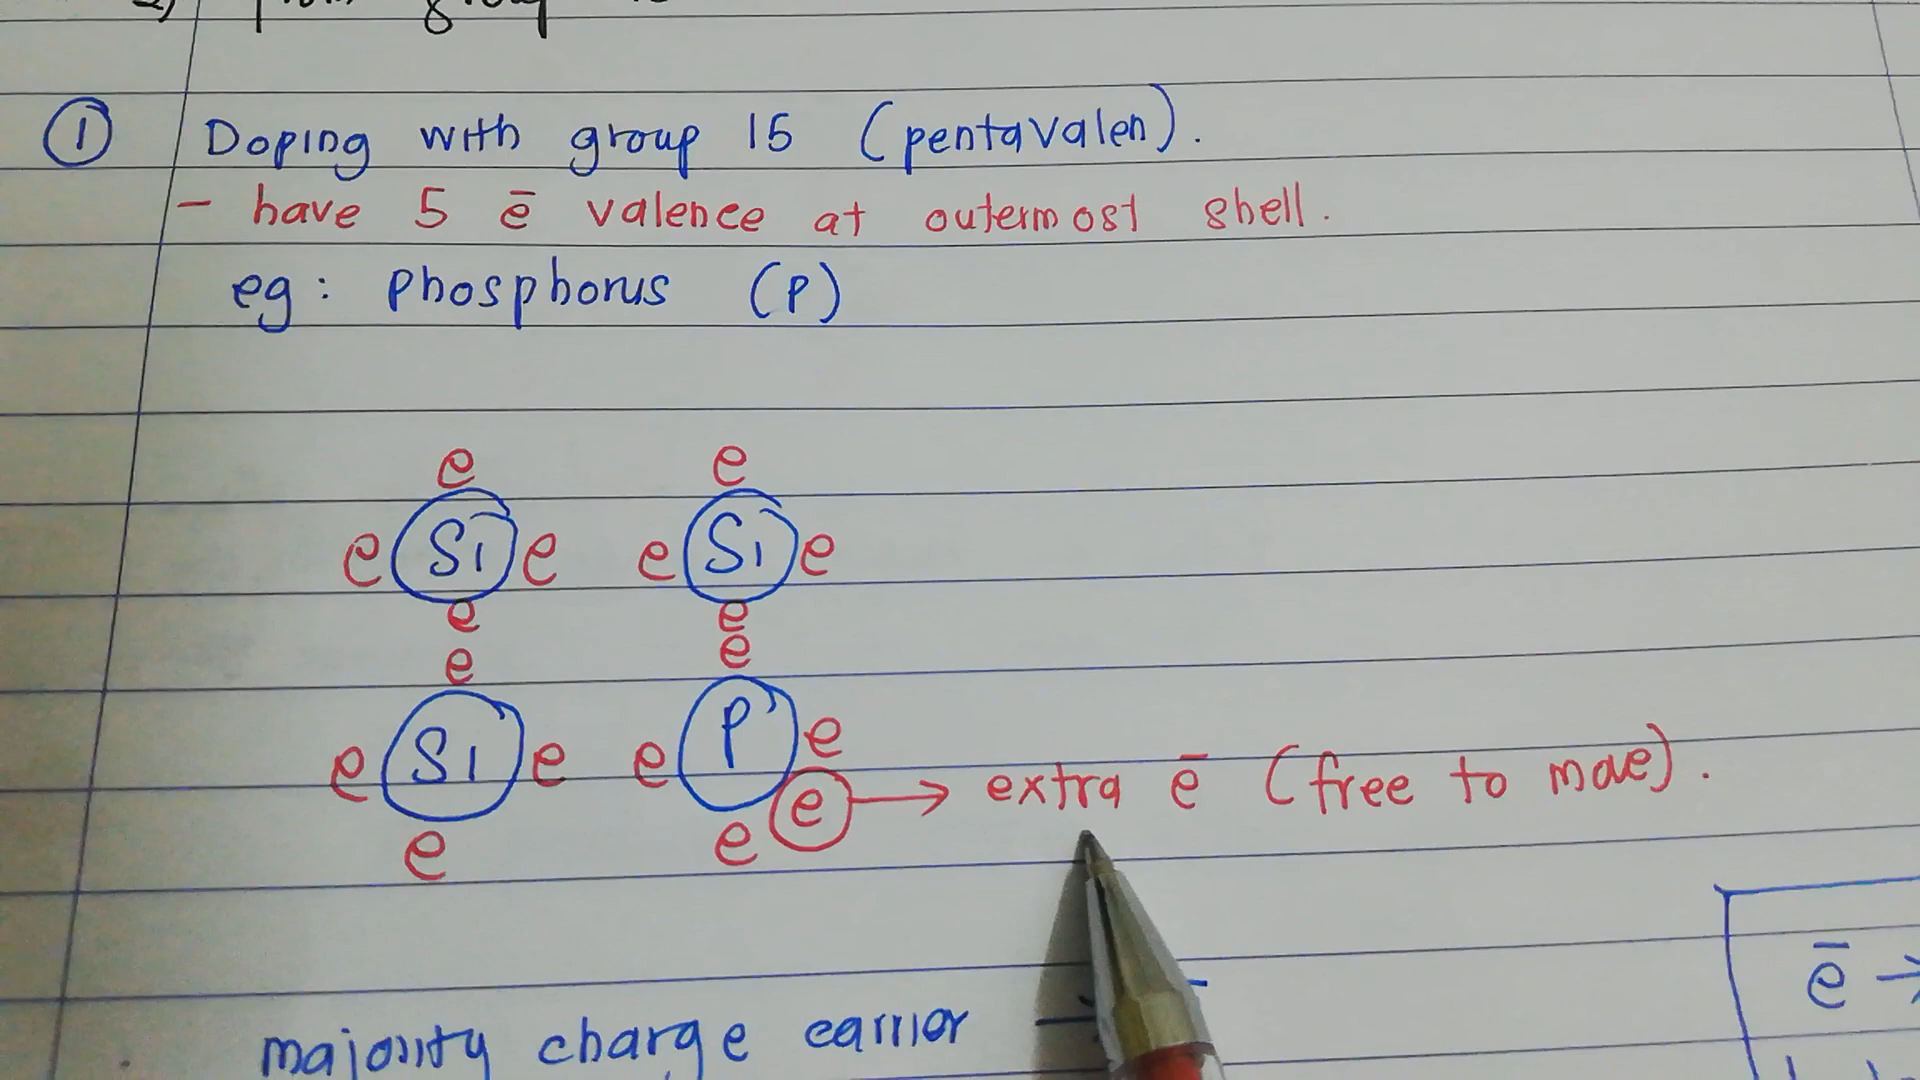 ① Doping with group 15 (pentavalen).
- have 5 ē valence at outermost shell.
eg: Phosphorus (P)
e e
e Si e e Si e
e e
e e
e Si e e P e
e e e → extra ē (free to move).
majority charge carrier →
ē →